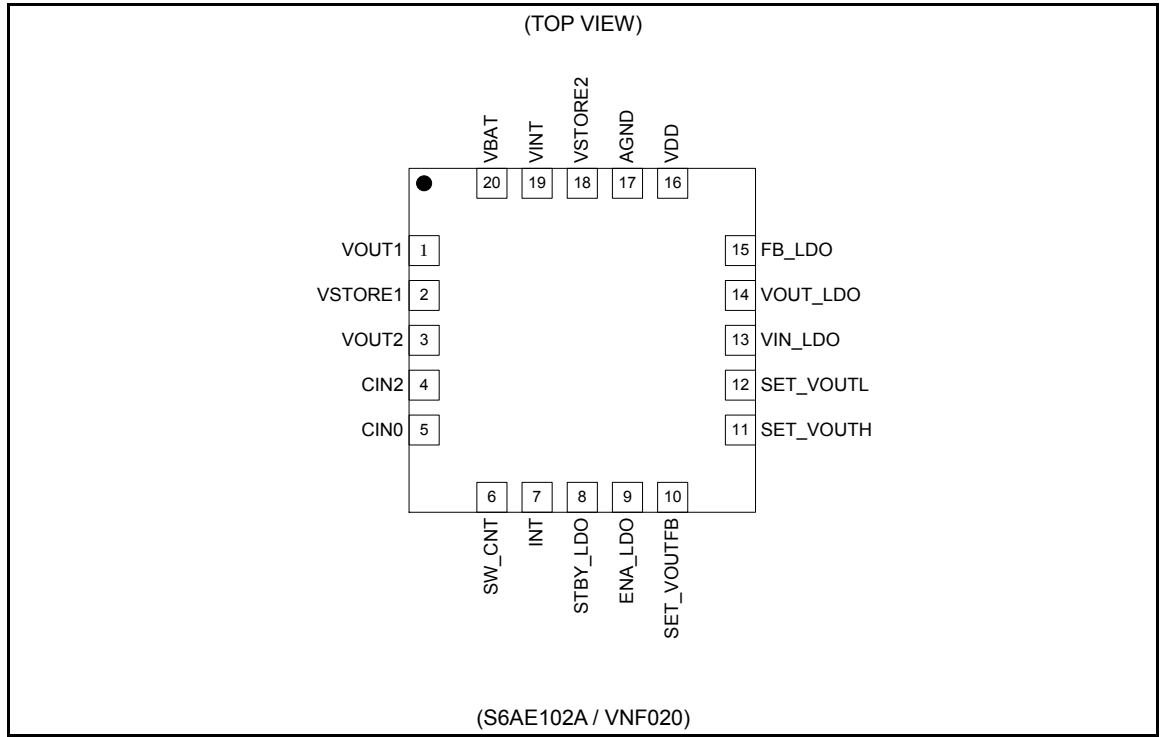 (TOP VIEW)
VBAT
VINT
VSTORE2
AGND
VDD
20
19
18
17
16
VOUT1 1
VSTORE1 2
VOUT2 3
CIN2 4
CIN0 5
15 FB_LDO
14 VOUT_LDO
13 VIN_LDO
12 SET_VOUTL
11 SET_VOUTH
6
7
8
9
10
SW_CNT
INT
STBY_LDO
ENA_LDO
SET_VOUTFB
(S6AE102A / VNF020)